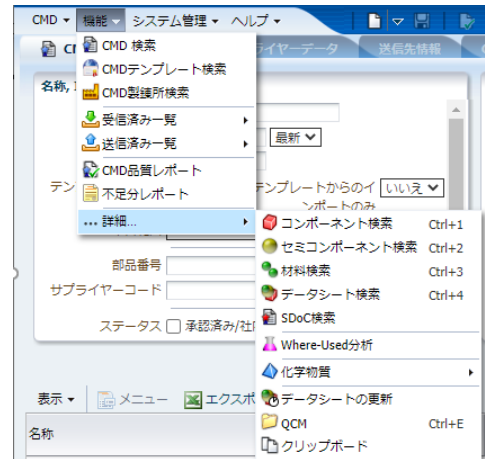 CMD ▾ 機能 ▾ システム管理 ▾ ヘルプ ▾
ライヤーデータ 送信先情報
CMD 検索
CMDテンプレート検索
名称,
CMD製錬所検索
受信済み一覧
送信済み一覧
最新
CMD品質レポート
テン
テンプレートからのイ
いいえ
ンポートのみ
不足分レポート
... 詳細...
コンポーネント検索 Ctrl+1
セミコンポーネント検索 Ctrl+2
部品番号
材料検索 Ctrl+3
サプライヤーコード
データシート検索 Ctrl+4
ステータス 承認済み/社
SDoC検索
Where-Used分析
化学物質
表示 ▾ メニュー エクスポ
データシートの更新
名称
QCM Ctrl+E
クリップボード